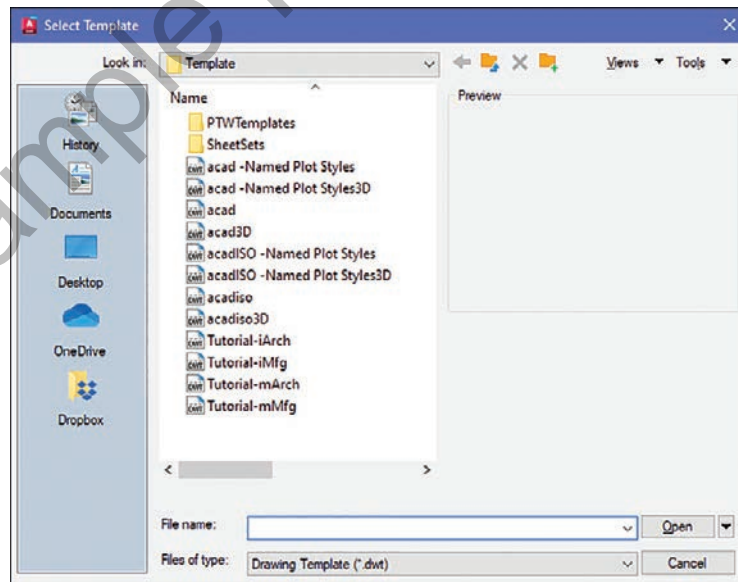 Select Template
Look in: Template Views Tools
History
Documents
Desktop
OneDrive
Dropbox
Name
PTWTemplates
SheetSets
acad -Named Plot Styles
acad -Named Plot Styles3D
acad
acad3D
acadISO -Named Plot Styles
acadISO -Named Plot Styles3D
acadiso
acadiso3D
Tutorial-iArch
Tutorial-iMfg
Tutorial-mArch
Tutorial-mMfg
Preview
File name: Open
Files of type: Drawing Template (*.dwt) Cancel